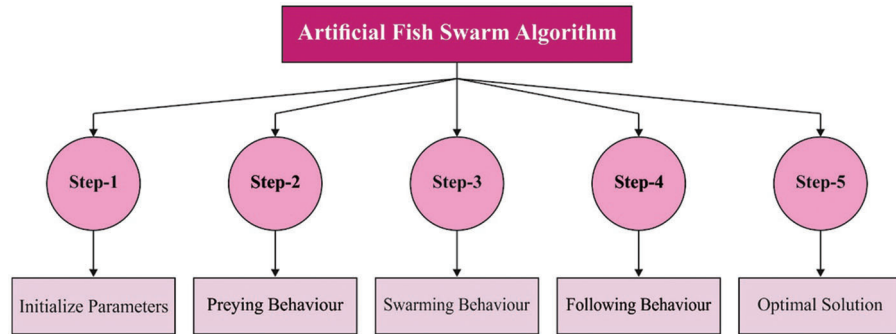 Artificial Fish Swarm Algorithm
Step-1
Step-2
Step-3
Step-4
Step-5
Initialize Parameters
Preying Behaviour
Swarming Behaviour
Following Behaviour
Optimal Solution